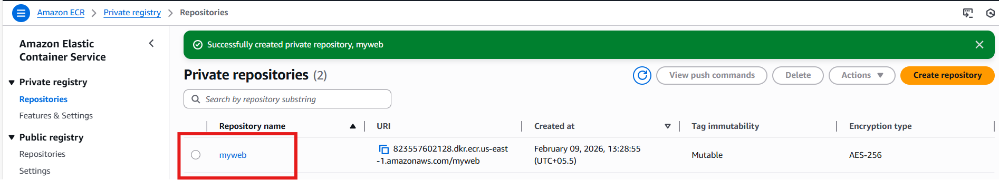 Amazon ECR > Private registry > Repositories
Amazon Elastic
Container Service
Private registry
Repositories
Features & Settings
Public registry
Repositories
Settings
Successfully created private repository, myweb
Private repositories (2)
View push commands
Delete
Actions
Create repository
Search by repository substring
Repository name
URI
Created at
Tag immutability
Encryption type
myweb
823557602128.dkr.ecr.us-east
-1.amazonaws.com/myweb
February 09, 2026, 13:28:55
(UTC+05.5)
Mutable
AES-256